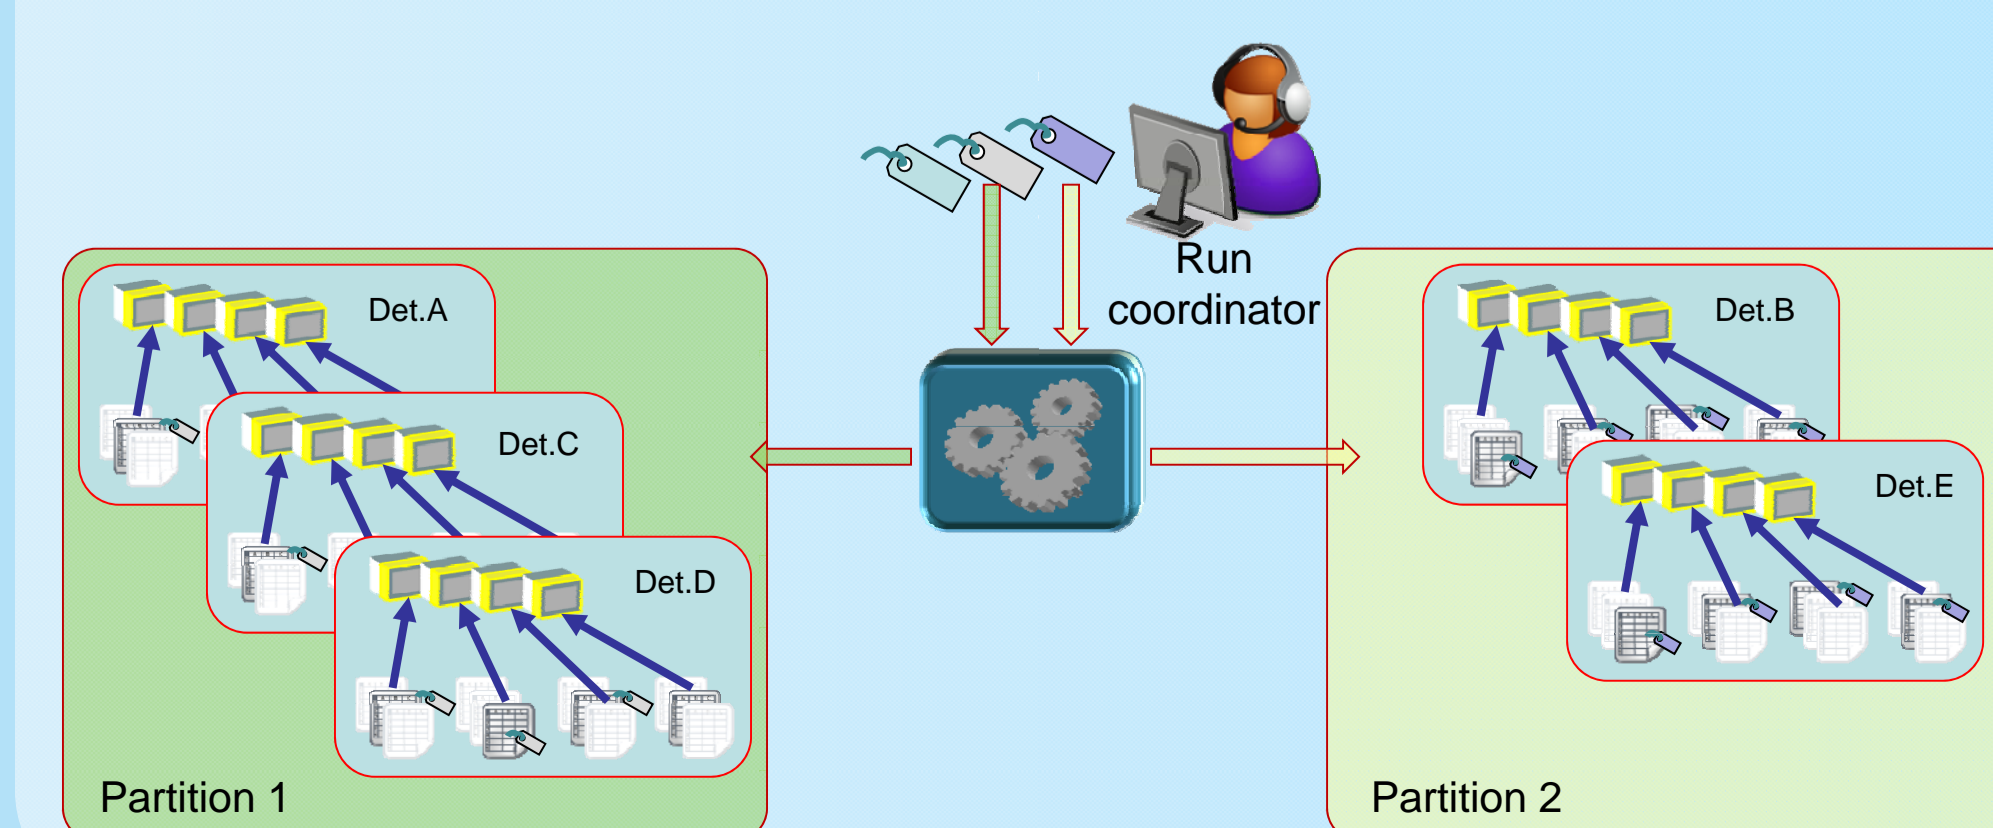 Run
coordinator
Det.A
Det.C
Det.D
Partition 1
Det.B
Det.E
Partition 2